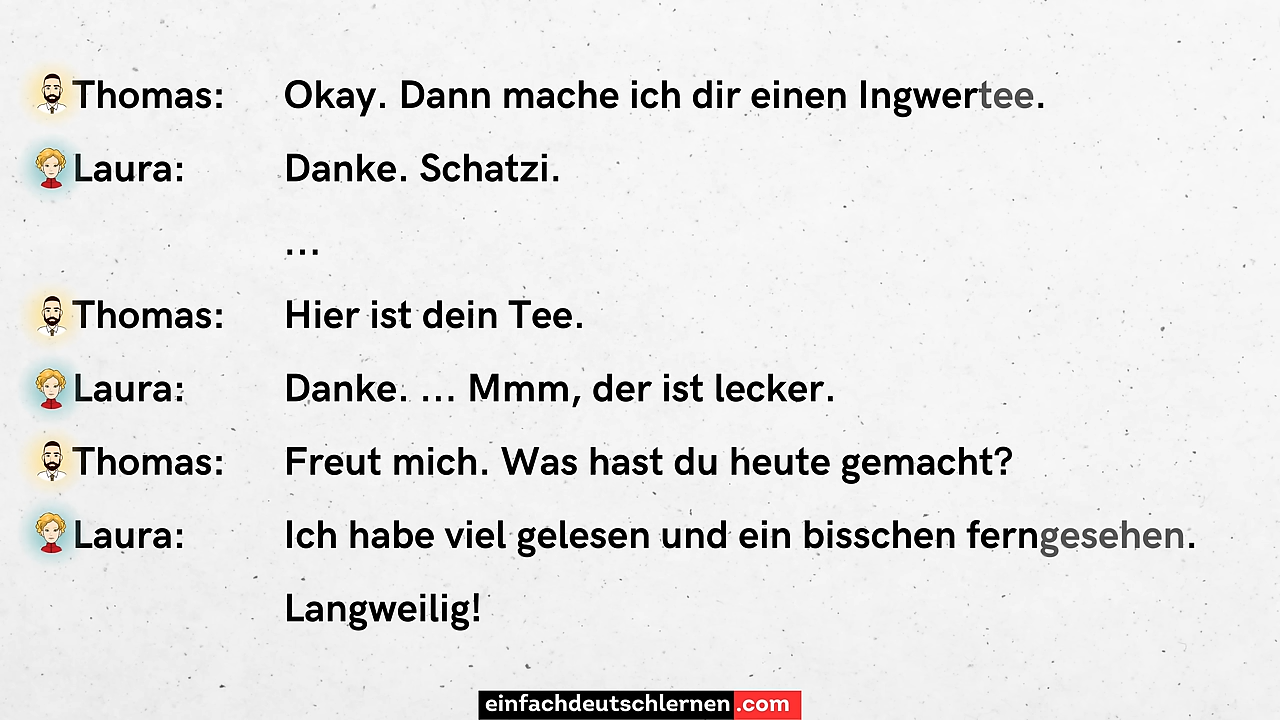 Thomas: Okay. Dann mache ich dir einen Ingwertee.
Laura: Danke. Schatzi.
...
Thomas: Hier ist dein Tee.
Laura: Danke. ... Mmm, der ist lecker.
Thomas: Freut mich. Was hast du heute gemacht?
Laura: Ich habe viel gelesen und ein bisschen ferngesehen.
Langweilig!
einfachdeutschlernen.com